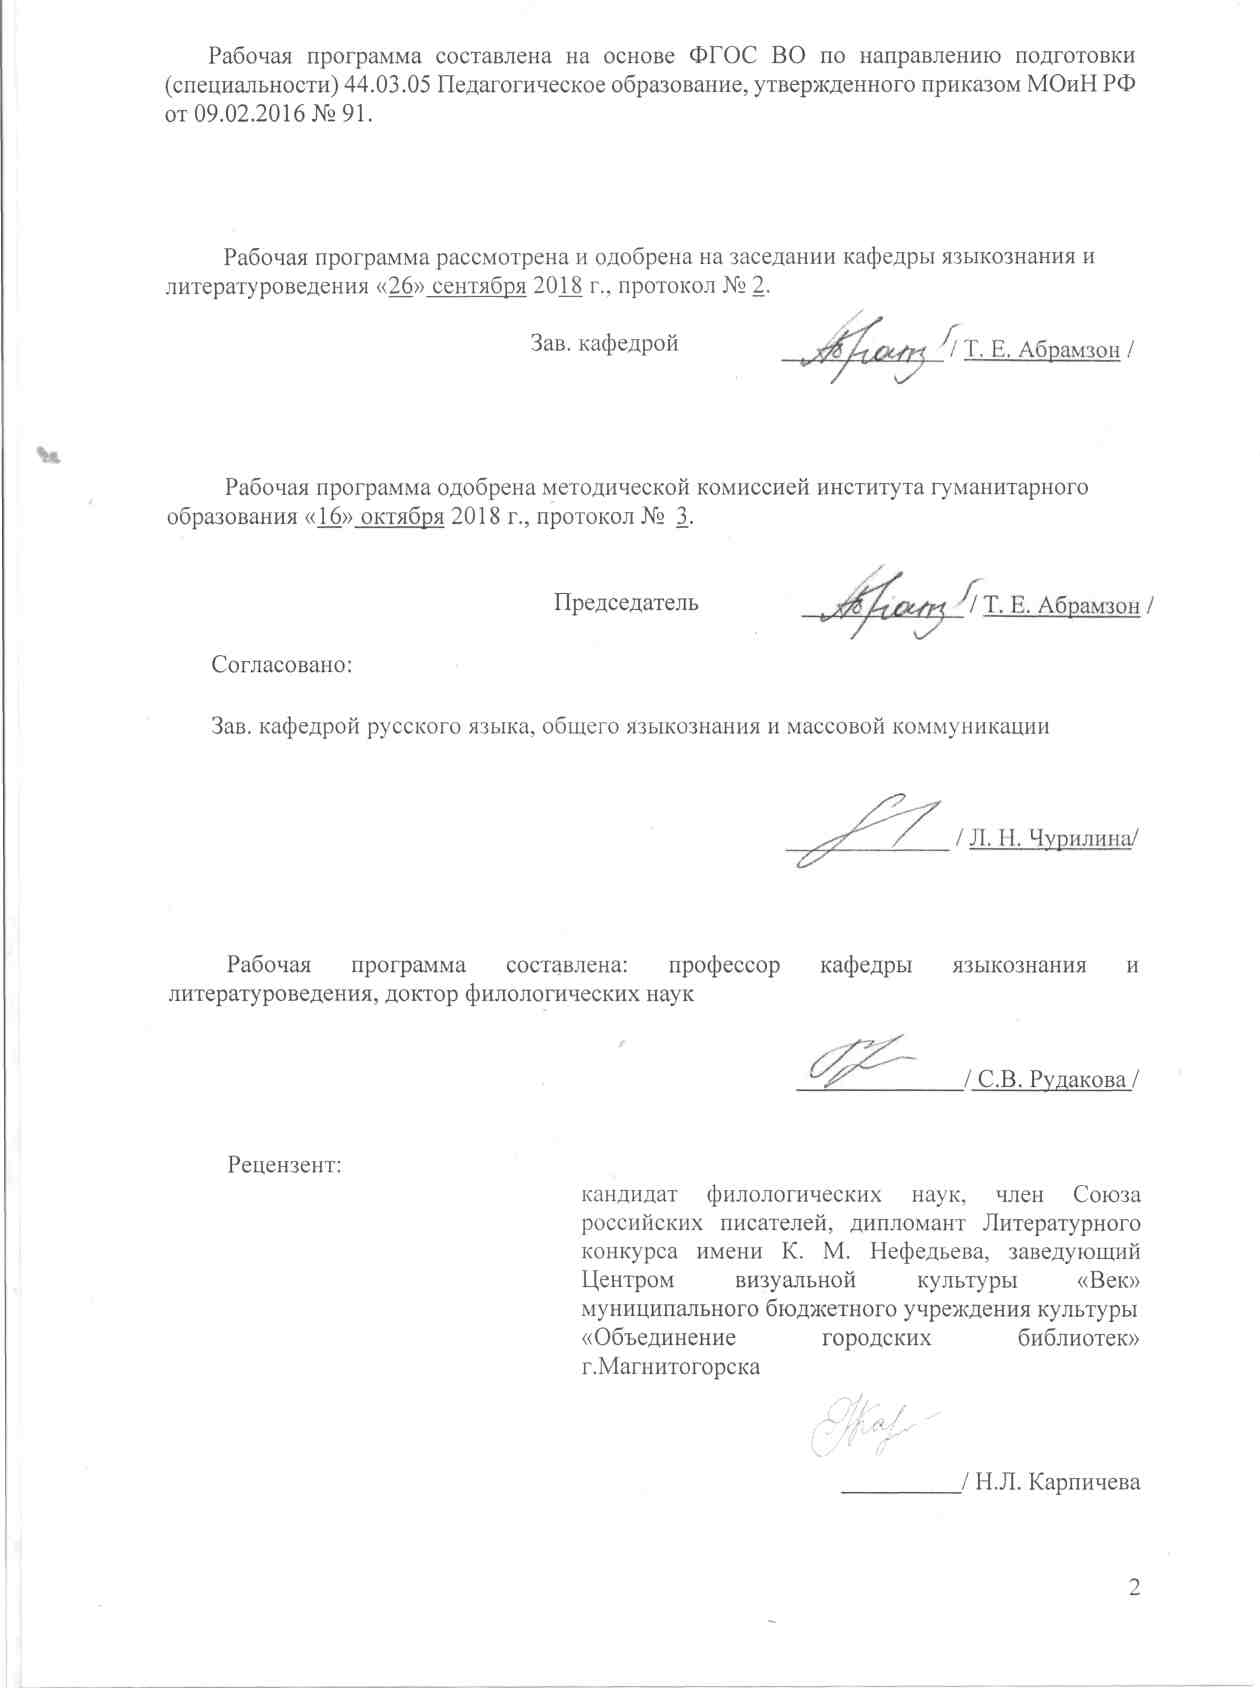 Рабочая программа составлена на основе ФГОС ВО по направлению подготовки
(специальности) 44.03.05 Педагогическое образование, утвержденного приказом МОиН РФ
от 09.02.2016 № 91.
Рабочая программа рассмотрена и одобрена на заседании кафедры языкознания и
литературоведения «26» сентября 2018 г., протокол № 2.
Зав. кафедрой / Т. Е. Абрамзон /
Рабочая программа одобрена методической комиссией института гуманитарного
образования «16» октября 2018 г., протокол № 3.
Председатель / Т. Е. Абрамзон /
Согласовано:
Зав. кафедрой русского языка, общего языкознания и массовой коммуникации
/ Л. Н. Чурилина/
Рабочая программа составлена: профессор кафедры языкознания и
литературоведения, доктор филологических наук
/ С.В. Рудакова /
Рецензент:
кандидат филологических наук, член Союза
российских писателей, дипломант Литературного
конкурса имени К. М. Нефедьева, заведующий
Центром визуальной культуры «Век»
муниципального бюджетного учреждения культуры
«Объединение городских библиотек»
г.Магнитогорска
/ Н.Л. Карпичева
2